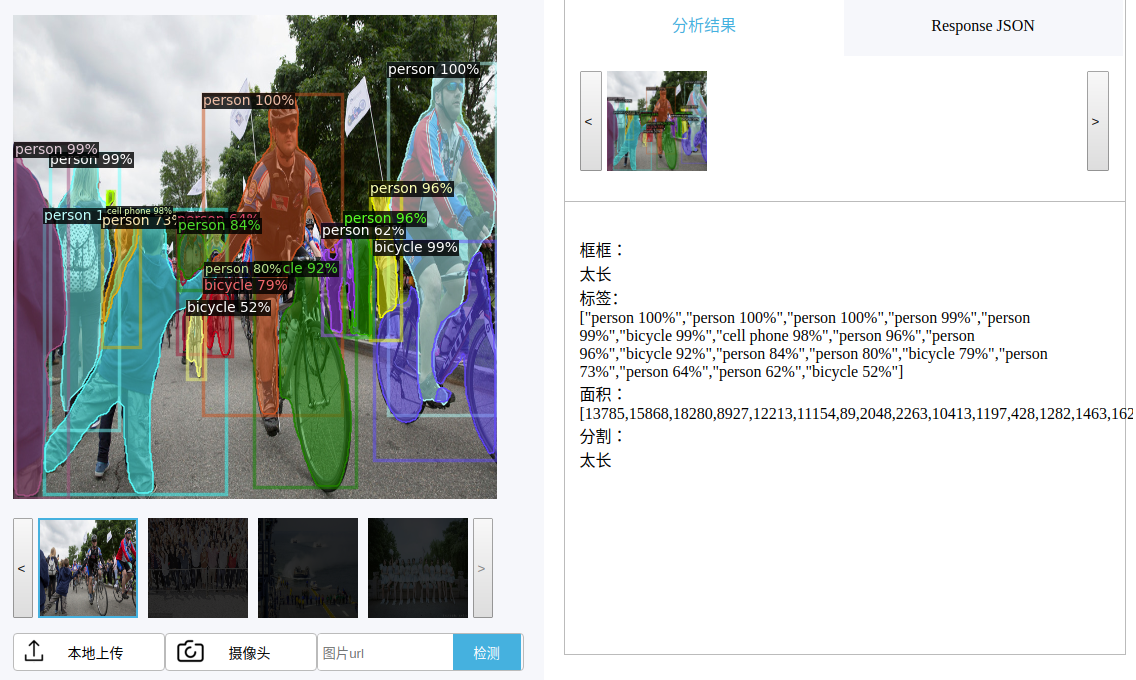 person 100%
person 100%
person 99%
person 99%
person 96%
cell phone 98%
person 1
person 73%
person 64%
person 84%
person 96%
person 62%
bicycle 99%
person 80%
cle 92%
bicycle 79%
bicycle 52%
<
>
本地上传
摄像头
图片url
检测
分析结果
Response JSON
<
>
框框：
太长
标签：
["person 100%","person 100%","person 100%","person 99%","person
99%","bicycle 99%","cell phone 98%","person 96%","person
96%","bicycle 92%","person 84%","person 80%","bicycle 79%","person
73%","person 64%","person 62%","bicycle 52%"]
面积：
[13785,15868,18280,8927,12213,11154,89,2048,2263,10413,1197,428,1282,1463,162
分割：
太长